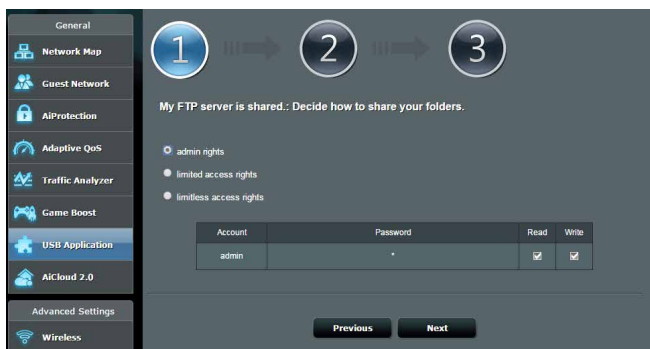 General
Network Map
Guest Network
AiProtection
Adaptive QoS
Traffic Analyzer
Game Boost
USB Application
AiCloud 2.0
Advanced Settings
Wireless
1 2 3
My FTP server is shared.: Decide how to share your folders.
admin rights
limited access rights
limitless access rights
Account Password Read Write
admin *
Previous Next